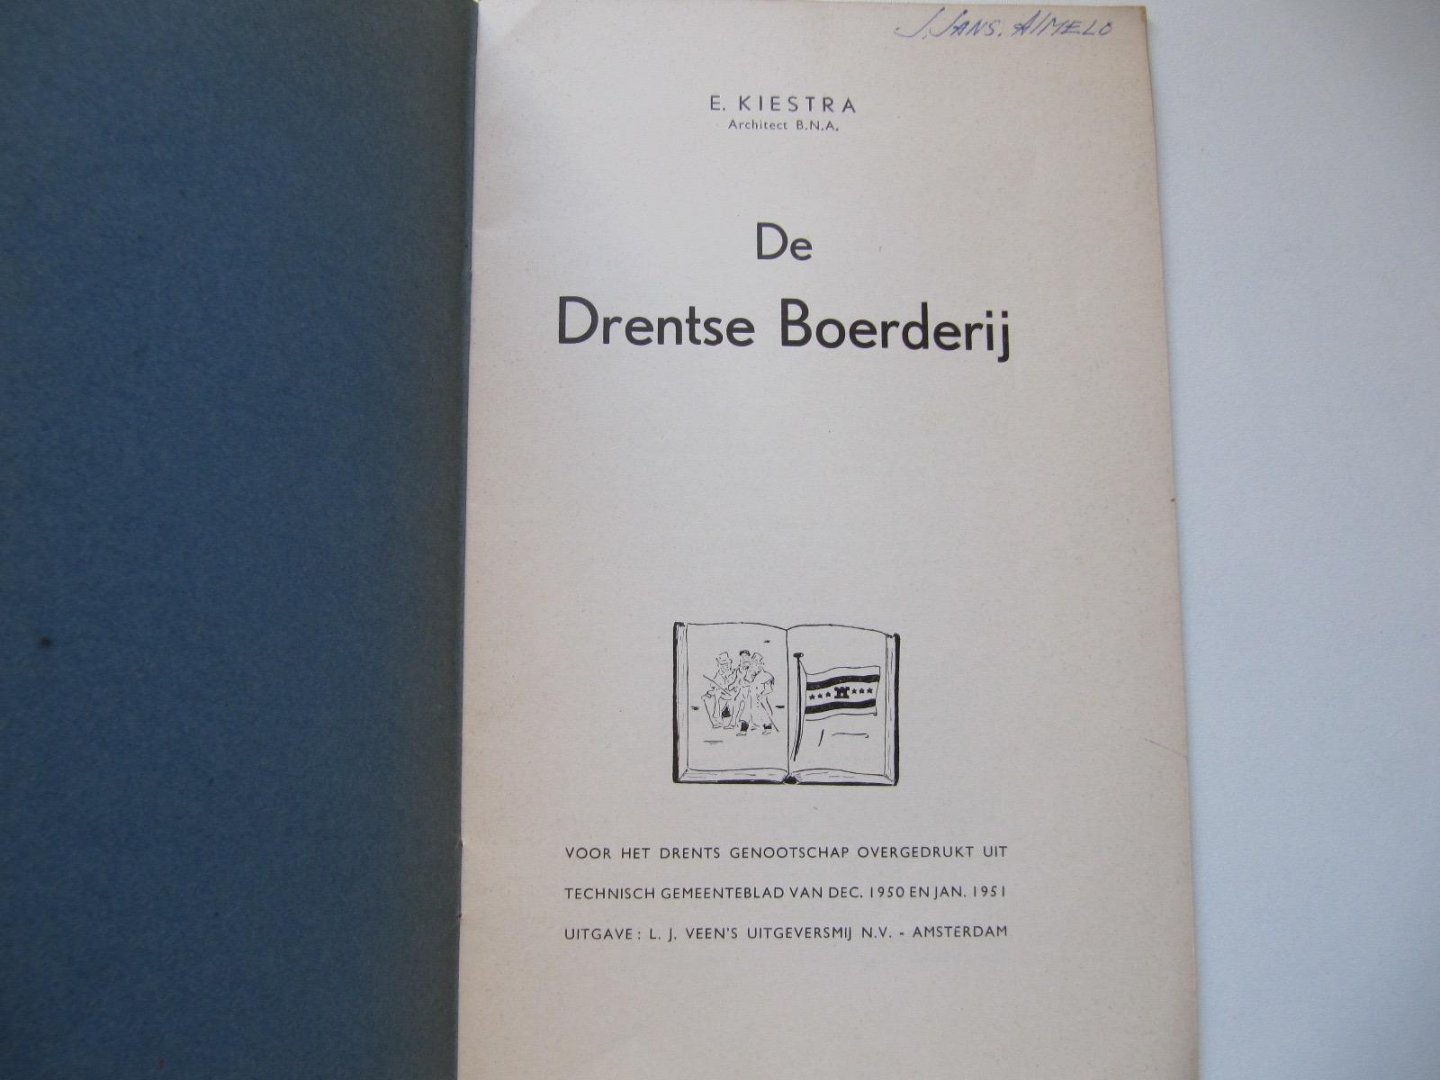 J. Jans. Almelo
E. KIESTRA
Architect B.N.A.
De
Drentse Boerderij
VOOR HET DRENTS GENOOTSCHAP OVERGEDRUKT UIT
TECHNISCH GEMEENTEBLAD VAN DEC. 1950 EN JAN. 1951
UITGAVE: L. J. VEEN'S UITGEVERSMIJ N.V. - AMSTERDAM